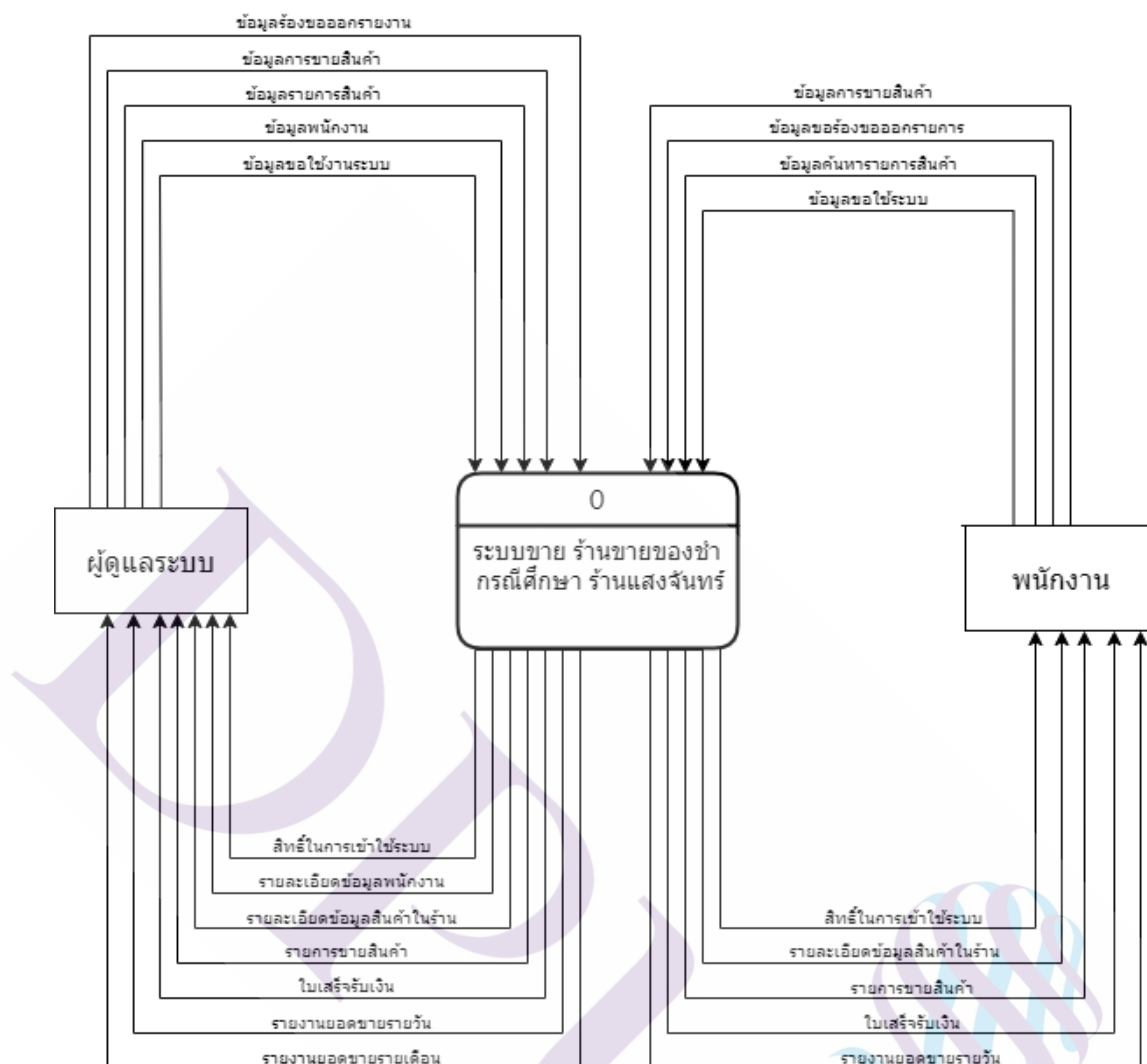 ข้อมูลร้องขอออกรายงาน
ข้อมูลการขายสินค้า
ข้อมูลรายการสินค้า
ข้อมูลพนักงาน
ข้อมูลขอใช้งานระบบ
ข้อมูลการขายสินค้า
ข้อมูลขอร้องขอออกรายการ
ข้อมูลค้นหารายการสินค้า
ข้อมูลขอใช้ระบบ
ผู้ดูแลระบบ
0
ระบบขาย ร้านขายของชำ
กรณีศึกษา ร้านแสงจันทร์
พนักงาน
สิทธิ์ในการเข้าใช้ระบบ
รายละเอียดข้อมูลพนักงาน
รายละเอียดข้อมูลสินค้าในร้าน
รายการขายสินค้า
ใบเสร็จรับเงิน
รายงานยอดขายรายวัน
รายงานยอดขายรายเดือน
สิทธิ์ในการเข้าใช้ระบบ
รายละเอียดข้อมูลสินค้าในร้าน
รายการขายสินค้า
ใบเสร็จรับเงิน
รายงานยอดขายรายวัน